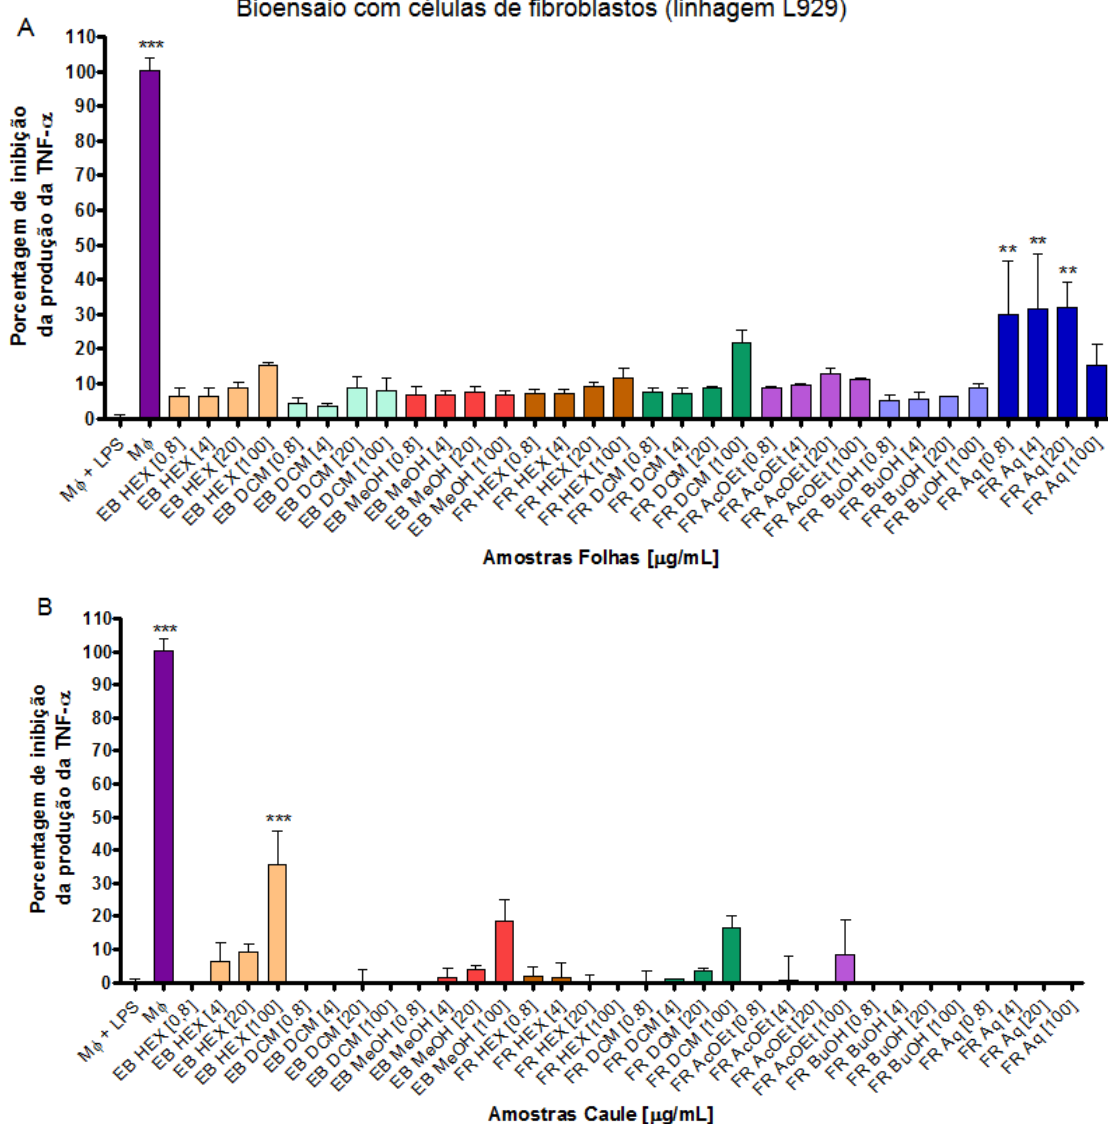 Bioensaio com células de fibroblastos (linhagem L929)
A
Porcentagem de inibição
da produção da TNF-α
110
100
90
80
70
60
50
40
30
20
10
0
***
**
**
**
Mϕ + LPS
Mϕ
EB HEX [0,8]
EB HEX [4]
EB HEX [20]
EB HEX [100]
EB DCM [0.8]
EB DCM [4]
EB DCM [20]
EB DCM [100]
EB MeOH [0.8]
EB MeOH [4]
EB MeOH [20]
EB MeOH [100]
FR HEX [0.8]
FR HEX [4]
FR HEX [20]
FR HEX [100]
FR DCM [0.8]
FR DCM [4]
FR DCM [20]
FR DCM [100]
FR AcOEt [0.8]
FR AcOEt [4]
FR AcOEt [20]
FR AcOEt [100]
FR BuOH [0.8]
FR BuOH [4]
FR BuOH [20]
FR BuOH [100]
FR Aq [0.8]
FR Aq [4]
FR Aq [20]
FR Aq [100]
Amostras Folhas [μg/mL]
B
Porcentagem de inibição
da produção da TNF-α
110
100
90
80
70
60
50
40
30
20
10
0
***
***
Mϕ + LPS
Mϕ
EB HEX [0,8]
EB HEX [4]
EB HEX [20]
EB HEX [100]
EB DCM [0.8]
EB DCM [4]
EB DCM [20]
EB DCM [100]
EB MeOH [0.8]
EB MeOH [4]
EB MeOH [20]
EB MeOH [100]
FR HEX [0.8]
FR HEX [4]
FR HEX [20]
FR HEX [100]
FR DCM [0.8]
FR DCM [4]
FR DCM [20]
FR DCM [100]
FR AcOEt [0.8]
FR AcOEt [4]
FR AcOEt [20]
FR AcOEt [100]
FR BuOH [0.8]
FR BuOH [4]
FR BuOH [20]
FR BuOH [100]
FR Aq [0.8]
FR Aq [4]
FR Aq [20]
FR Aq [100]
Amostras Caule [μg/mL]